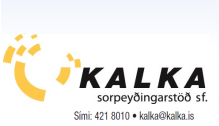 KALKA
sorpeyðingarstöð sf.
Sími: 421 8010 • kalka@kalka.is